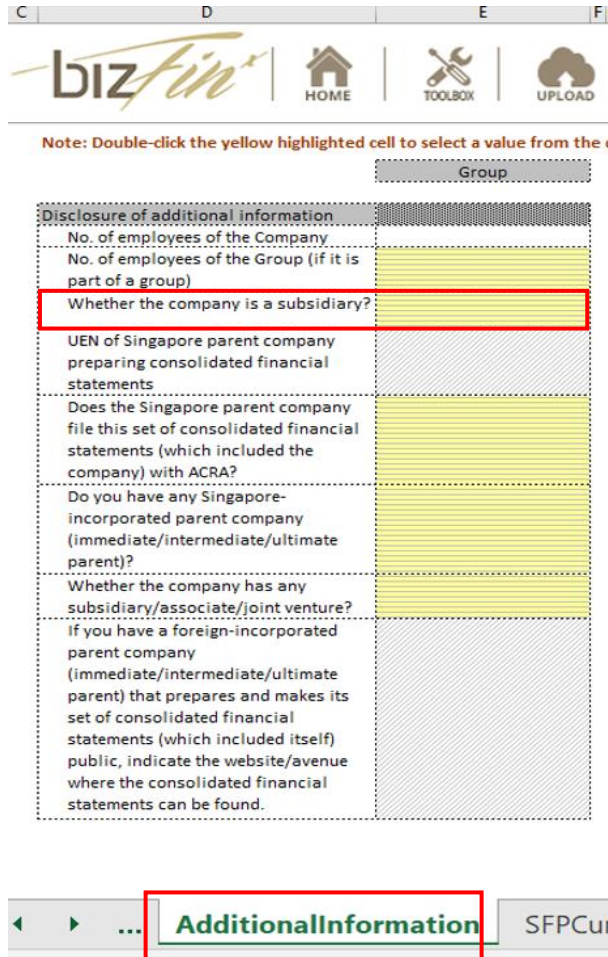 C D E F
bizfinx HOME TOOLBOX UPLOAD
Note: Double-click the yellow highlighted cell to select a value from the
Group
Disclosure of additional information
No. of employees of the Company
No. of employees of the Group (if it is
part of a group)
Whether the company is a subsidiary?
UEN of Singapore parent company
preparing consolidated financial
statements
Does the Singapore parent company
file this set of consolidated financial
statements (which included the
company) with ACRA?
Do you have any Singapore-
incorporated parent company
(immediate/intermediate/ultimate
parent)?
Whether the company has any
subsidiary/associate/joint venture?
If you have a foreign-incorporated
parent company
(immediate/intermediate/ultimate
parent) that prepares and makes its
set of consolidated financial
statements (which included itself)
public, indicate the website/avenue
where the consolidated financial
statements can be found.
... AdditionalInformation SFPCur